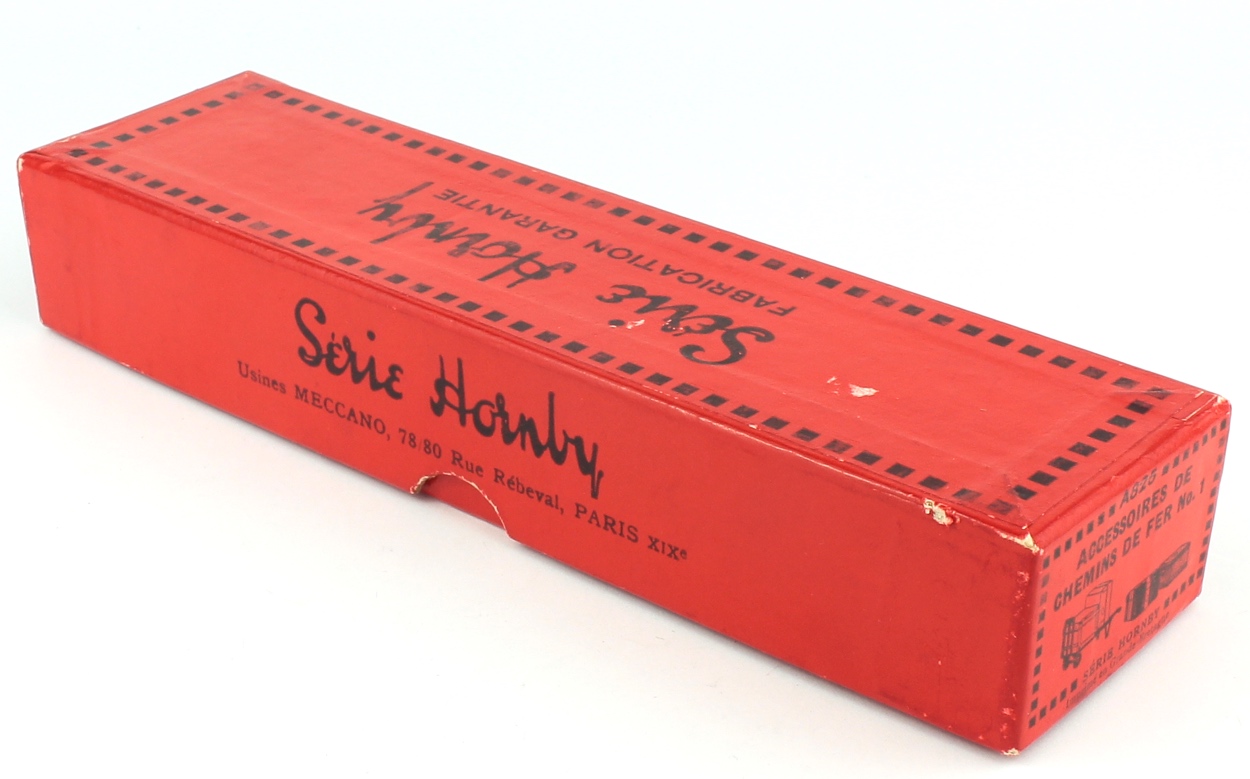 Série Hornby
FABRICATION GARANTIE
Série Hornby
Usines MECCANO, 78/80 Rue Rébeval, PARIS XIXe
A825
ACCESSOIRES DE
CHEMINS DE FER No. 1
SÉRIE HORNBY